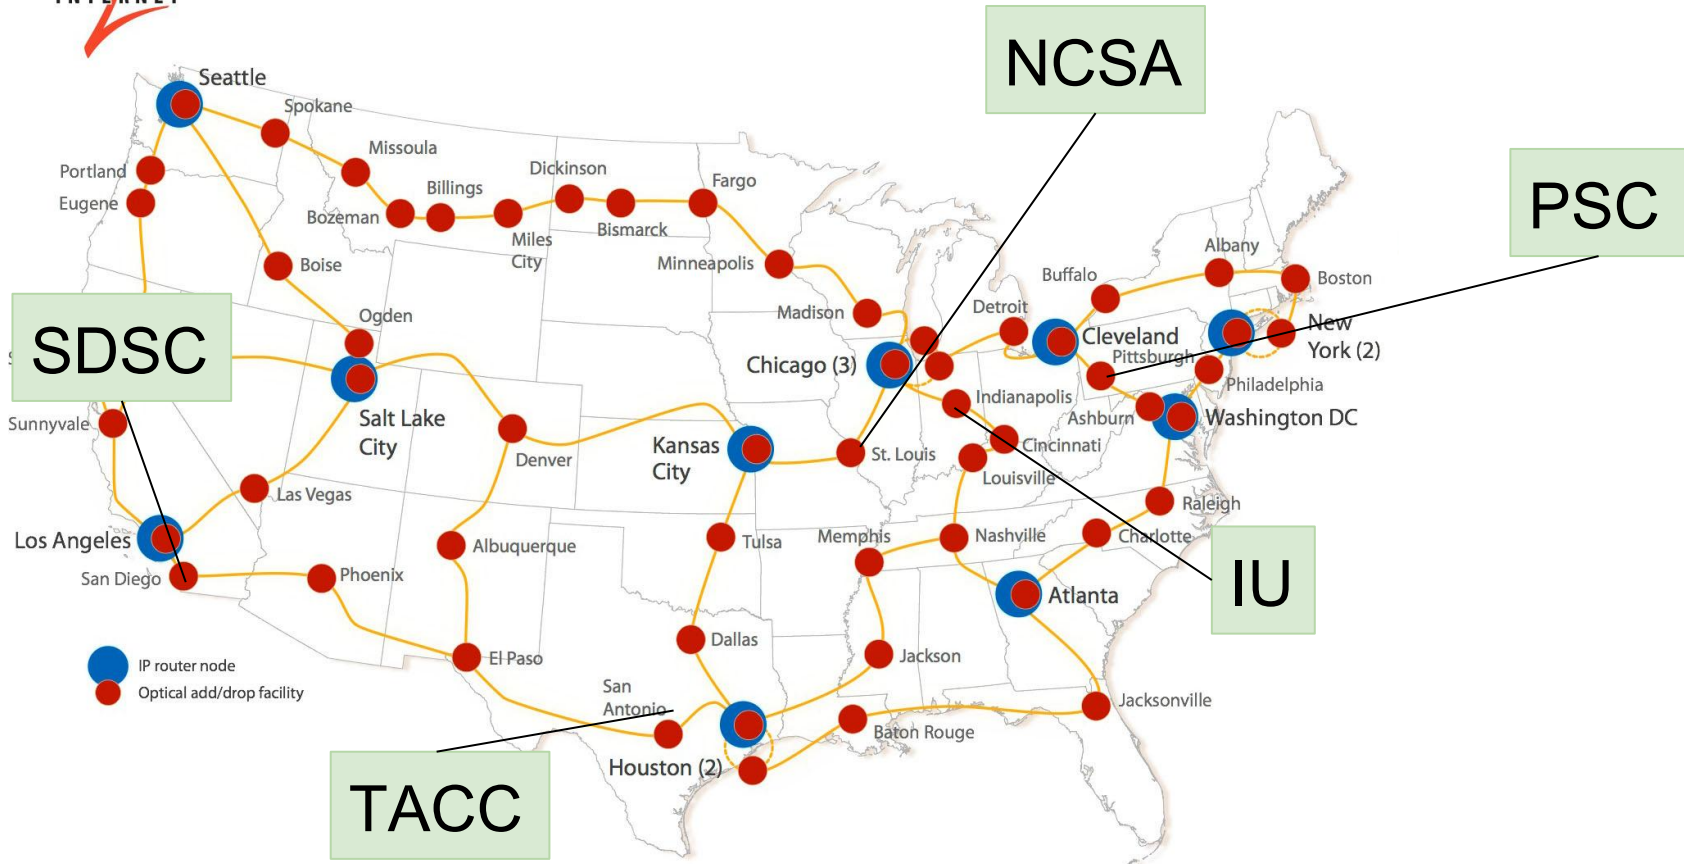 INTERNET
NCSA
PSC
SDSC
TACC
IU
Seattle
Spokane
Portland
Eugene
Missoula
Bozeman
Billings
Miles
City
Dickinson
Bismarck
Fargo
Minneapolis
Boise
Ogden
Madison
Chicago (3)
Detroit
Buffalo
Albany
Boston
Cleveland
Pittsburgh
New
York (2)
Philadelphia
Ashburn
Washington DC
Sunnyvale
Salt Lake
City
Denver
Kansas
City
St. Louis
Indianapolis
Cincinnati
Louisville
Las Vegas
Raleigh
Los Angeles
San Diego
Phoenix
Albuquerque
Tulsa
Memphis
Nashville
Charlotte
Atlanta
IP router node
Optical add/drop facility
El Paso
Dallas
Jackson
San
Antonio
Houston (2)
Baton Rouge
Jacksonville